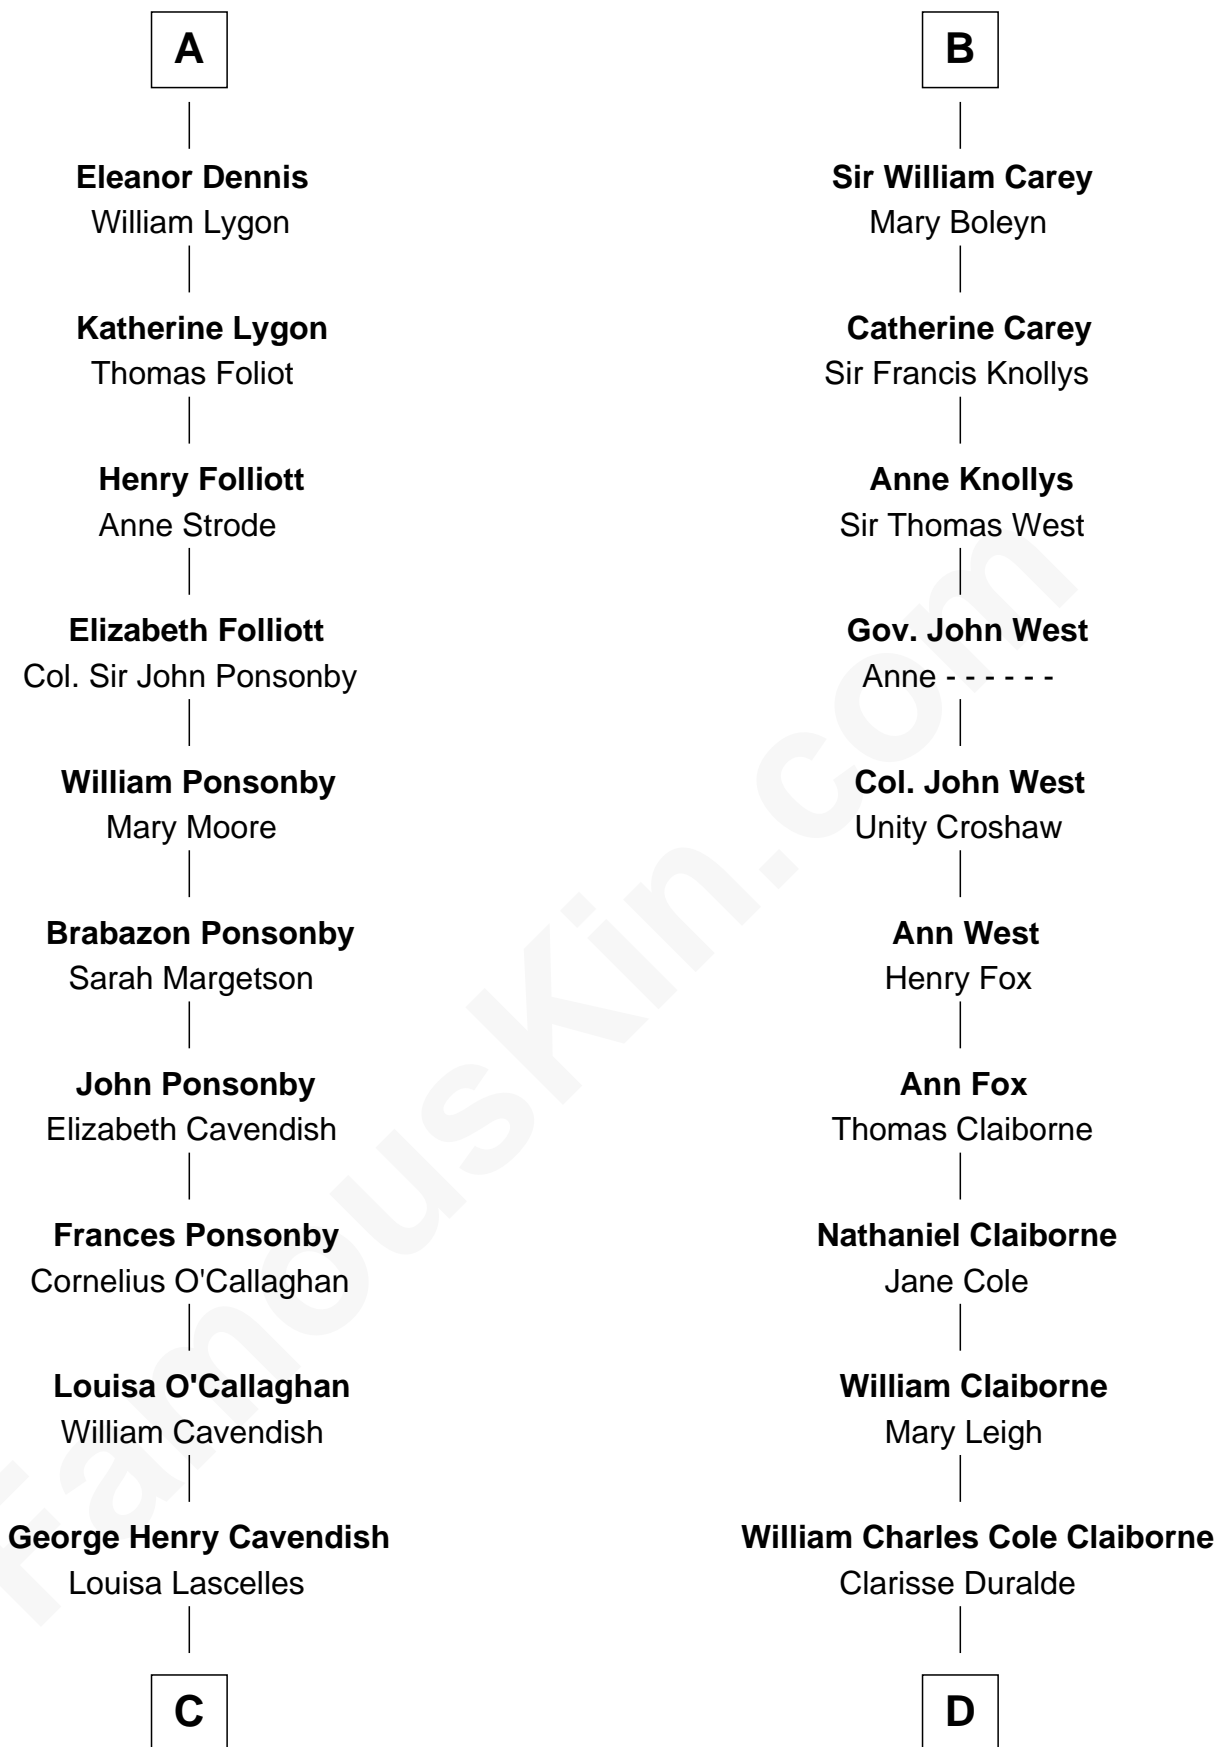 A
Eleanor Dennis
William Lygon
Katherine Lygon
Thomas Foliot
Henry Folliott
Anne Strode
Elizabeth Folliott
Col. Sir John Ponsonby
William Ponsonby
Mary Moore
Brabazon Ponsonby
Sarah Margetson
John Ponsonby
Elizabeth Cavendish
Frances Ponsonby
Cornelius O'Callaghan
Louisa O'Callaghan
William Cavendish
George Henry Cavendish
Louisa Lascelles
C
B
Sir William Carey
Mary Boleyn
Catherine Carey
Sir Francis Knollys
Anne Knollys
Sir Thomas West
Gov. John West
Anne - - - - - -
Col. John West
Unity Croshaw
Ann West
Henry Fox
Ann Fox
Thomas Claiborne
Nathaniel Claiborne
Jane Cole
William Claiborne
Mary Leigh
William Charles Cole Claiborne
Clarisse Duralde
D
FamousKin.com